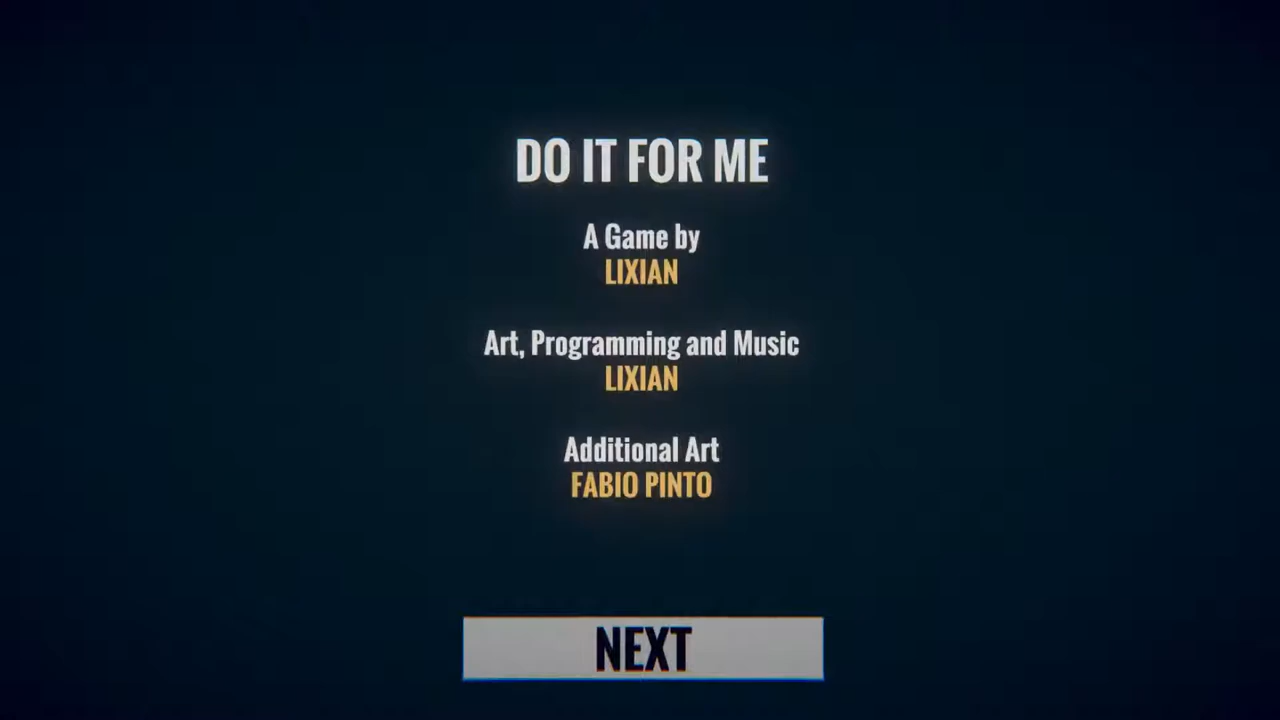 DO IT FOR ME
A Game by
LIXIAN
Art, Programming and Music
LIXIAN
Additional Art
FABIO PINTO
NEXT